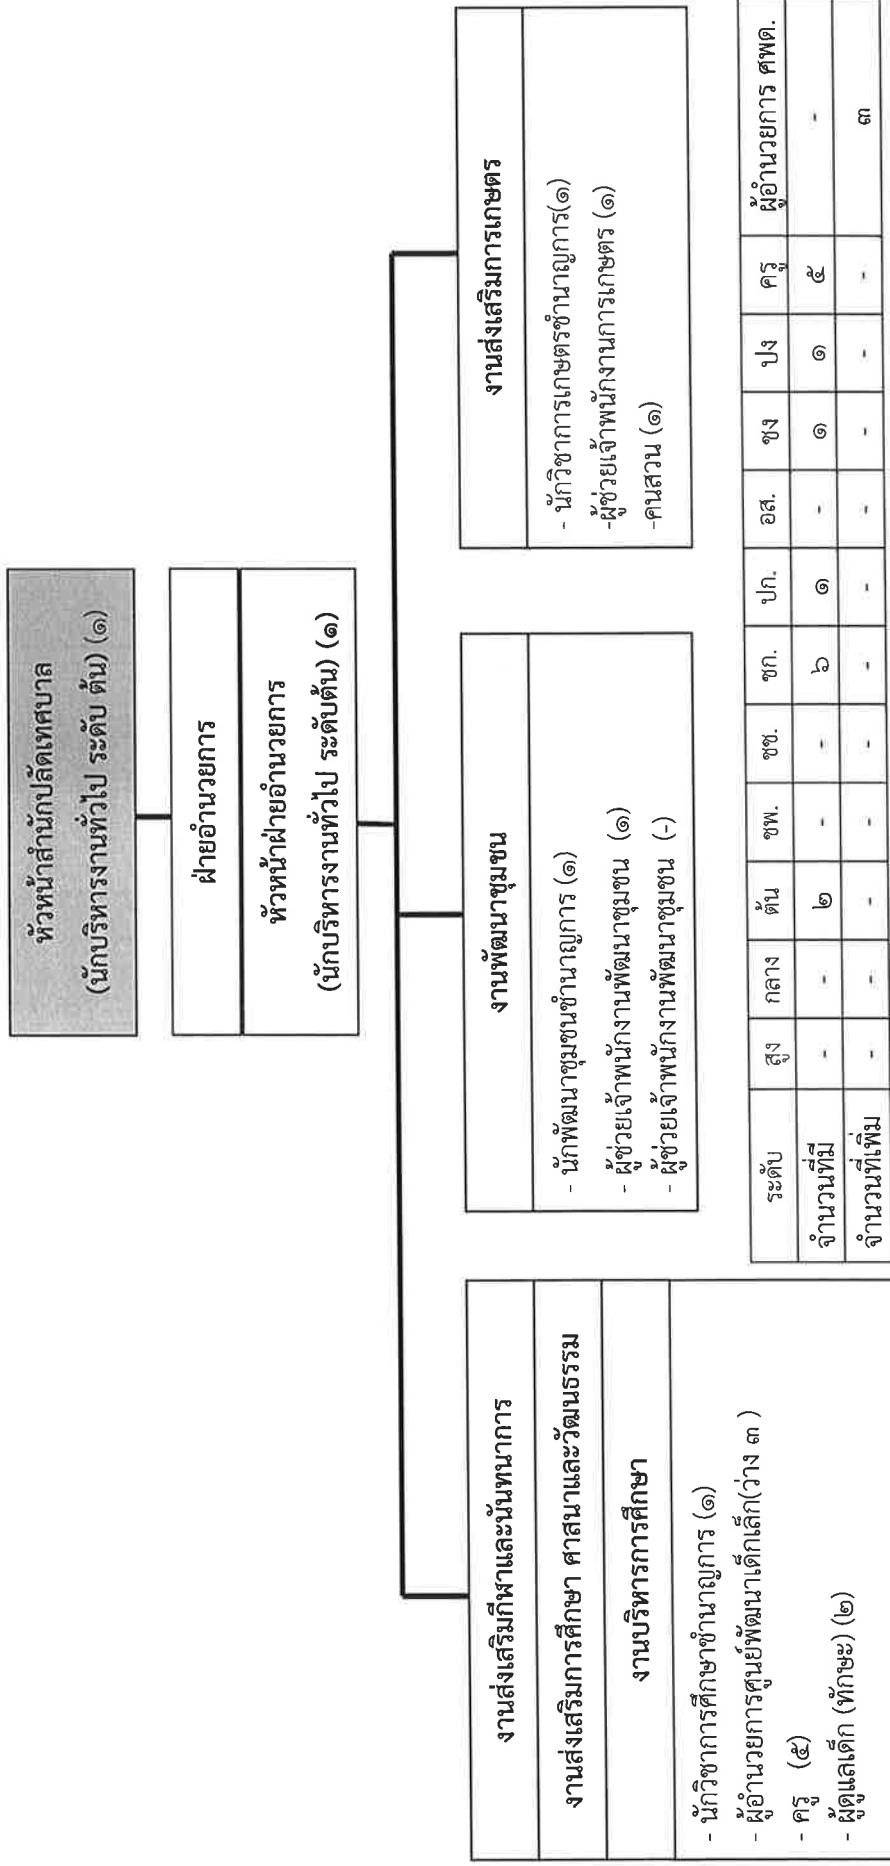 หัวหน้าสำนักปลัดเทศบาล
(นักบริหารงานทั่วไป ระดับ ต้น) (๑)
ฝ่ายอำนวยการ
หัวหน้าฝ่ายอำนวยการ
(นักบริหารงานทั่วไป ระดับต้น) (๑)
งานส่งเสริมกีฬาและนันทนาการ
งานส่งเสริมการศึกษา ศาสนาและวัฒนธรรม
งานบริหารการศึกษา
- นักวิชาการศึกษาชำนาญการ (๑)
- ผู้อำนวยการศูนย์พัฒนาเด็กเล็ก(ว่าง ๓ )
- ครู (๕)
- ผู้ดูแลเด็ก (ทักษะ) (๒)
งานพัฒนาชุมชน
- นักพัฒนาชุมชนชำนาญการ (๑)
- ผู้ช่วยเจ้าพนักงานพัฒนาชุมชน (๑)
- ผู้ช่วยเจ้าพนักงานพัฒนาชุมชน (-)
งานส่งเสริมการเกษตร
- นักวิชาการเกษตรชำนาญการ(๑)
-ผู้ช่วยเจ้าพนักงานการเกษตร (๑)
-คนสวน (๑)
ระดับ สูง กลาง ต้น ชพ. ชช. ชก. ปก. อส. ชง ปง ครู ผู้อำนวยการ ศพด.
จำนวนที่มี - - ๒ - - ๖ ๑ - ๑ ๑ ๕ -
จำนวนที่เพิ่ม - - - - - - - - - - - ๓